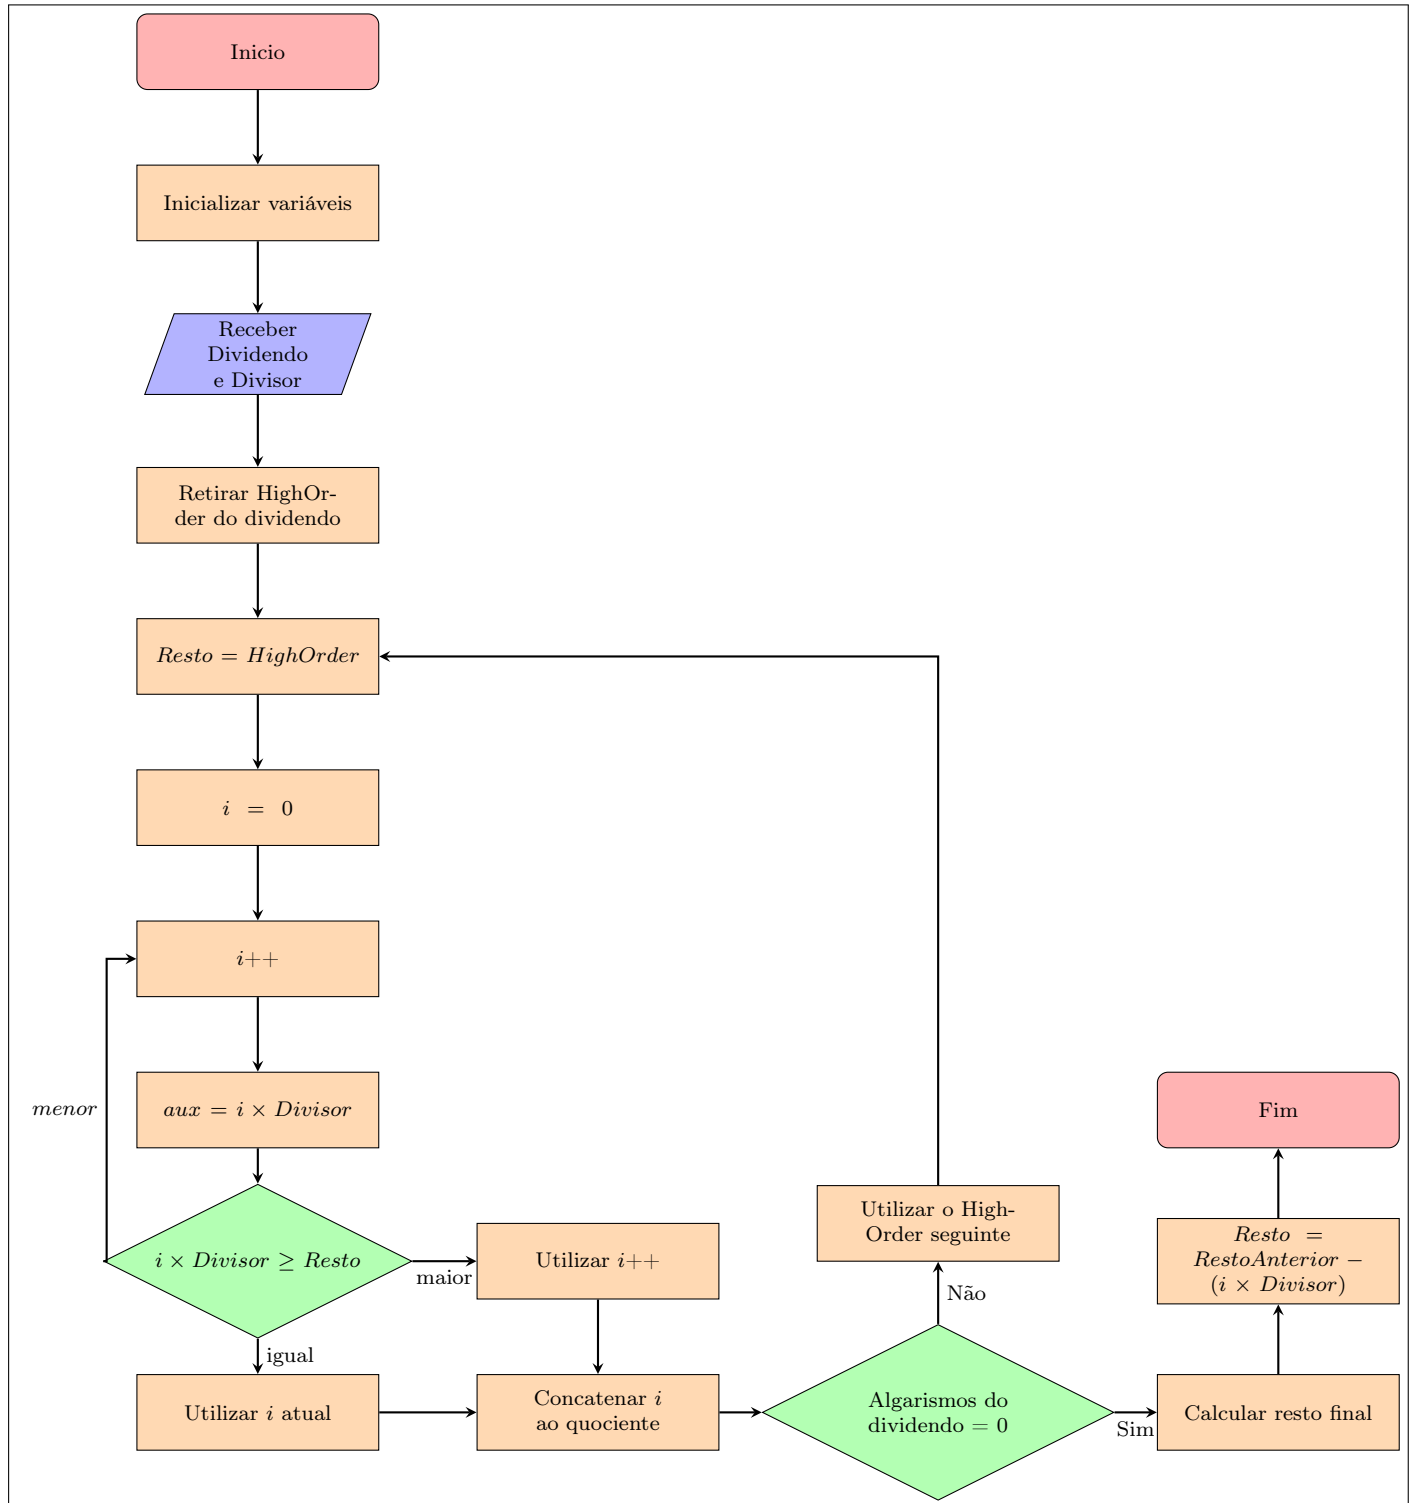 Inicio
Inicializar variáveis
Receber
Dividendo
e Divisor
Retirar HighOr-
der do dividendo
Resto = HighOrder
i = 0
i++
aux = i × Divisor
menor
i × Divisor ≥ Resto
maior
igual
Utilizar i++
Utilizar i atual
Concatenar i
ao quociente
Algarismos do
dividendo = 0
Não
Utilizar o High-
Order seguinte
Sim
Calcular resto final
Resto =
RestoAnterior −
(i × Divisor)
Fim